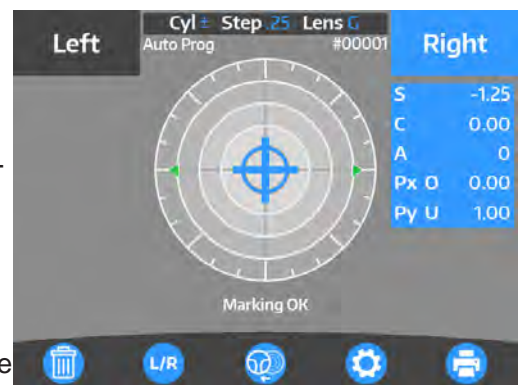 Left
Cyl ± Step .25 Lens G
Auto Prog #00001
Right
S -1.25
C 0.00
A 0
Px O 0.00
Py U 1.00
Marking OK
L/R
e